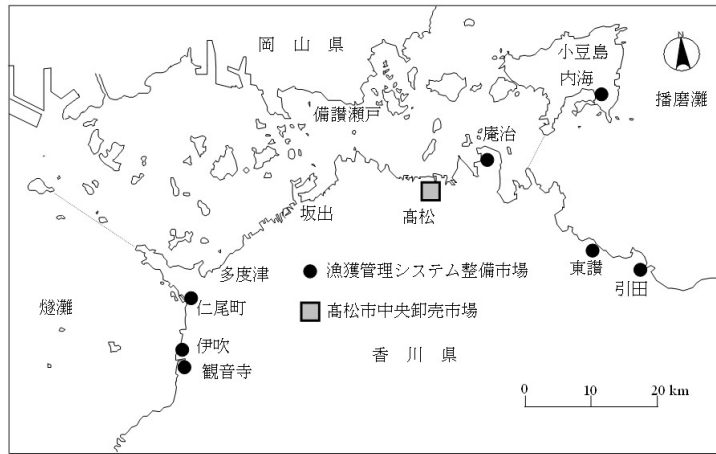 岡山県
小豆島
内海
播磨灘
N
備讃瀬戸
庵治
坂出
髙松
東讃
引田
多度津
燧灘
仁尾町
伊吹
観音寺
漁獲管理システム整備市場
髙松市中央卸売市場
香川県
0 10 20 km